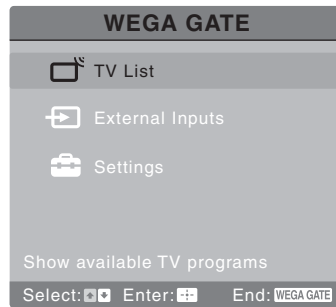 WEGA GATE
TV List
External Inputs
Settings
Show available TV programs
Select: Enter: End: WEGA GATE